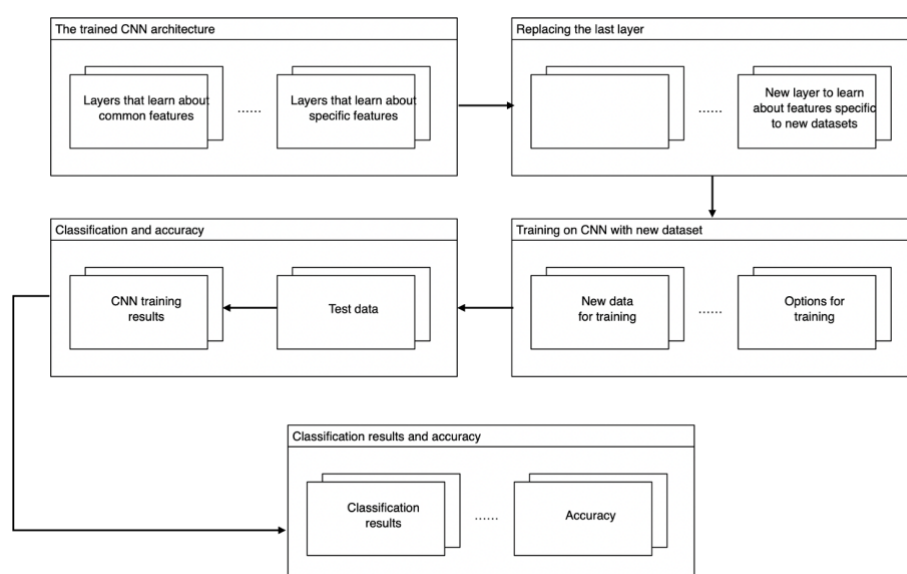 The trained CNN architecture
Layers that learn about
common features
......
Layers that learn about
specific features
Replacing the last layer
......
New layer to learn
about features specific
to new datasets
Classification and accuracy
CNN training
results
Test data
Training on CNN with new dataset
New data
for training
......
Options for
training
Classification results and accuracy
Classification
results
......
Accuracy